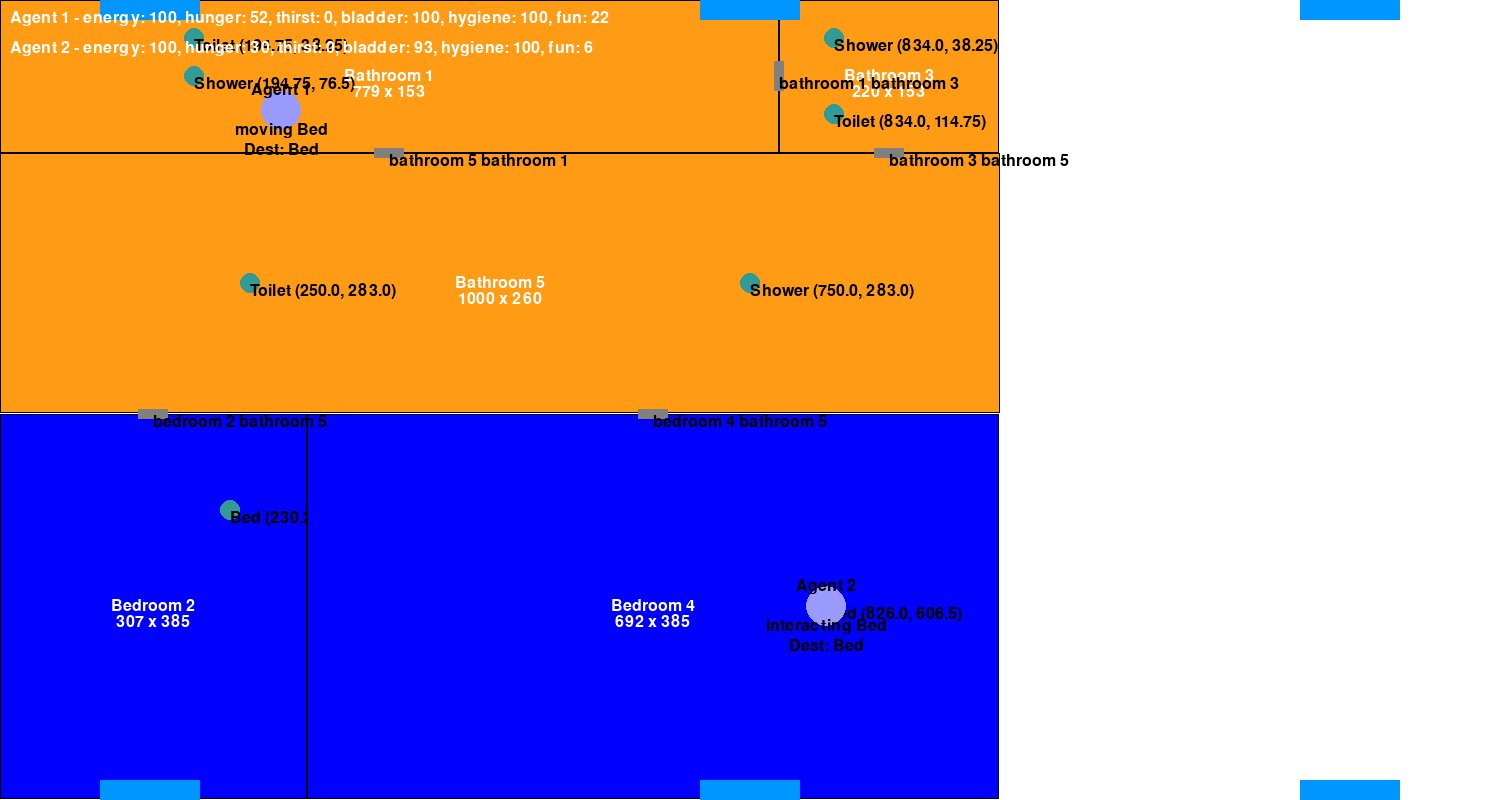 Agent 1 - energy: 100, hunger: 52, thirst: 0, bladder: 100, hygiene: 100, fun: 22
Toilet (194.75, 38.25)
Shower (834.0, 38.25)
Agent 2 - energy: 100, hunger: thirst: 0, bladder: 93, hygiene: 100, fun: 6
Shower (194.75, 76.5)
Bathroom 1
779 x 153
bathroom 1 bathroom 3
Bathroom 3
220 x 153
Agent 1
Toilet (834.0, 114.75)
moving Bed
Dest: Bed
bathroom 5 bathroom 1
bathroom 3 bathroom 5
Toilet (250.0, 283.0)
Bathroom 5
1000 x 260
Shower (750.0, 283.0)
bedroom 2 bathroom 5
bedroom 4 bathroom 5
Bed (230.2
Bedroom 2
307 x 385
Bedroom 4
692 x 385
Agent 2
(826.0, 606.5)
interacting Bed
Dest: Bed